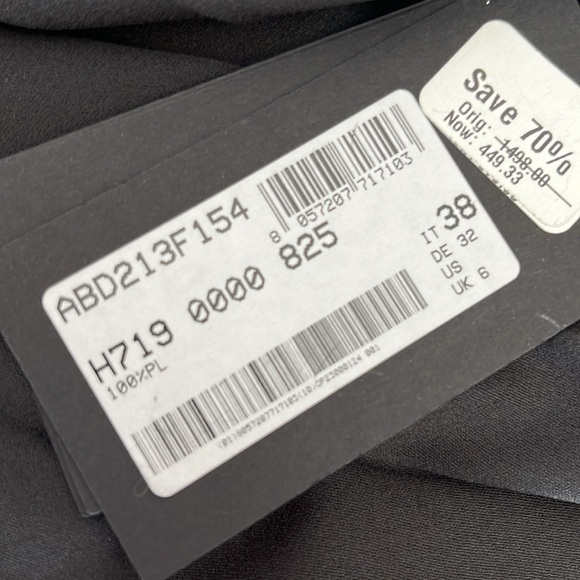 Save 70%
Orig: 1498.00
Now: 449.33
8 057207 717103
ABD213F154
H719 0000 825
100%PL
IT 38
DE 32
US
UK 6